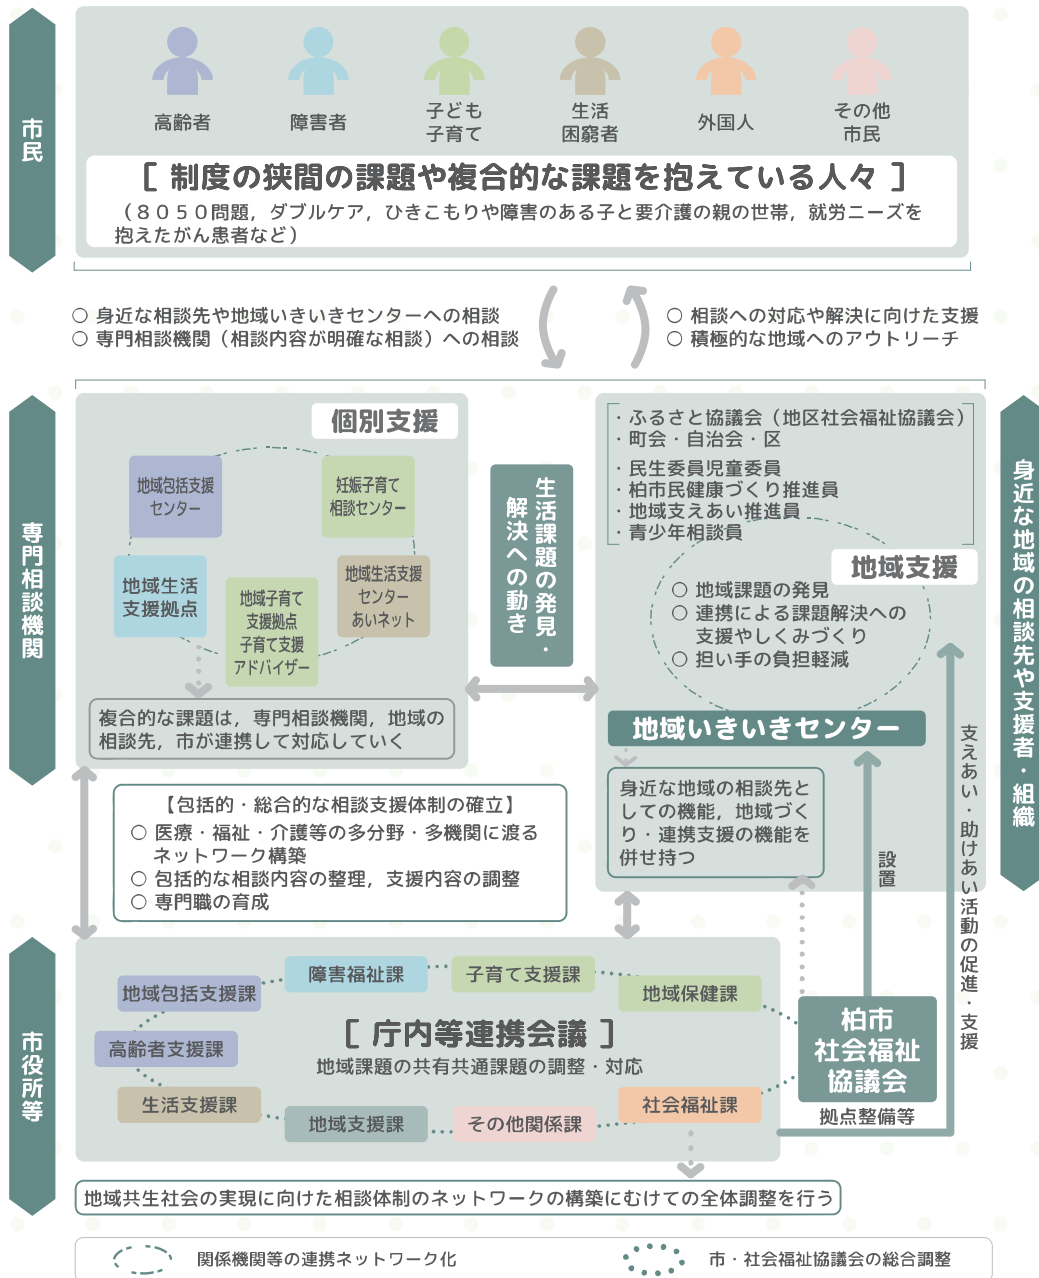 市民
高齢者
障害者
子ども
子育て
生活
困窮者
外国人
その他
市民
[ 制度の狭間の課題や複合的な課題を抱えている人々 ]
（８０５０問題，ダブルケア，ひきこもりや障害のある子と要介護の親の世帯，就労ニーズを
抱えたがん患者など）
○ 身近な相談先や地域いきいきセンターへの相談
○ 専門相談機関（相談内容が明確な相談）への相談
○ 相談への対応や解決に向けた支援
○ 積極的な地域へのアウトリーチ
専門相談機関
個別支援
地域包括支援
センター
妊娠子育て
相談センター
地域生活
支援拠点
地域子育て
支援拠点
子育て支援
アドバイザー
地域生活支援
センター
あいネット
複合的な課題は，専門相談機関，地域の
相談先，市が連携して対応していく
生活課題の発見・
解決への動き
・ふるさと協議会（地区社会福祉協議会）
・町会・自治会・区
・民生委員児童委員
・柏市民健康づくり推進員
・地域支えあい推進員
・青少年相談員
地域支援
○ 地域課題の発見
○ 連携による課題解決への
支援やしくみづくり
○ 担い手の負担軽減
地域いきいきセンター
身近な地域の相談先と
しての機能，地域づく
り・連携支援の機能を
併せ持つ
身近な地域の相談先や支援者・組織
【包括的・総合的な相談支援体制の確立】
○ 医療・福祉・介護等の多分野・多機関に渡る
ネットワーク構築
○ 包括的な相談内容の整理，支援内容の調整
○ 専門職の育成
設置
支えあい・助けあい活動の促進・支援
市役所等
地域包括支援課
障害福祉課
子育て支援課
地域保健課
高齢者支援課
[ 庁内等連携会議 ]
地域課題の共有共通課題の調整・対応
生活支援課
地域支援課
その他関係課
社会福祉課
柏市
社会福祉
協議会
拠点整備等
地域共生社会の実現に向けた相談体制のネットワークの構築にむけての全体調整を行う
関係機関等の連携ネットワーク化
市・社会福祉協議会の総合調整